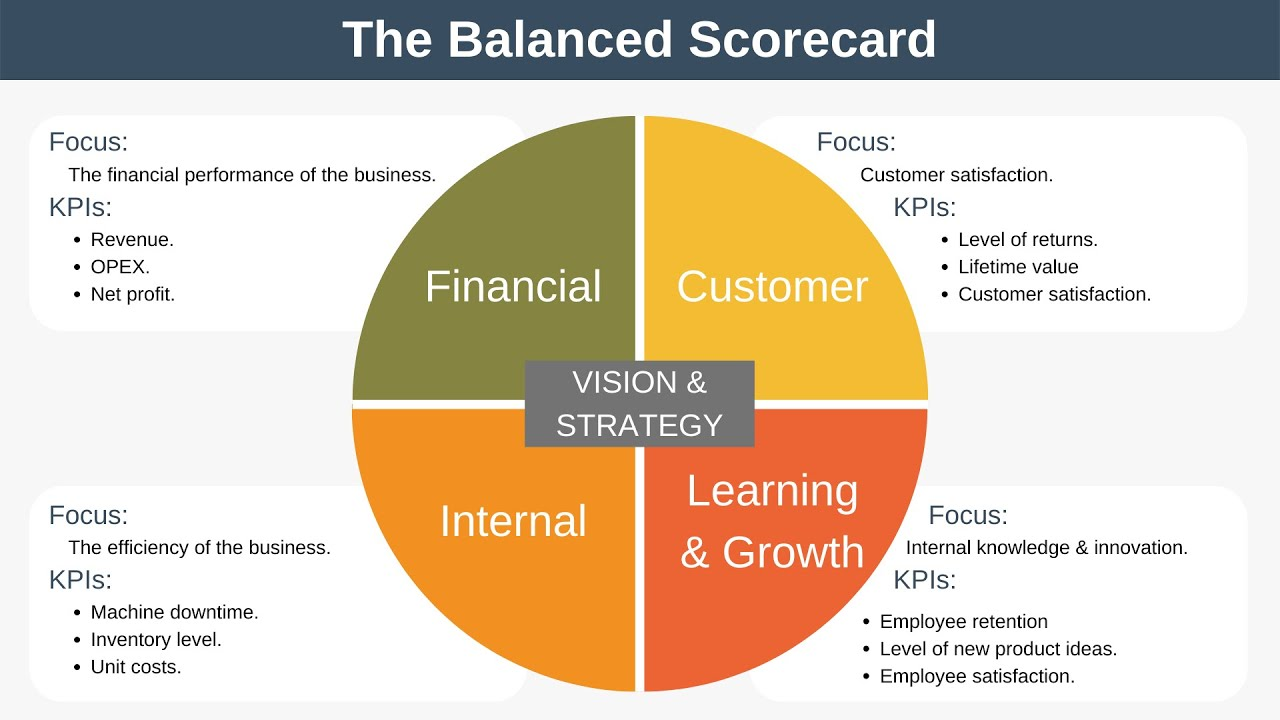 The Balanced Scorecard
Focus:
The financial performance of the business.
KPIs:
• Revenue.
• OPEX.
• Net profit.
Financial
Customer
Focus:
Customer satisfaction.
KPIs:
• Level of returns.
• Lifetime value
• Customer satisfaction.
VISION &
STRATEGY
Focus:
The efficiency of the business.
KPIs:
• Machine downtime.
• Inventory level.
• Unit costs.
Internal
Learning
& Growth
Focus:
Internal knowledge & innovation.
KPIs:
• Employee retention
• Level of new product ideas.
• Employee satisfaction.